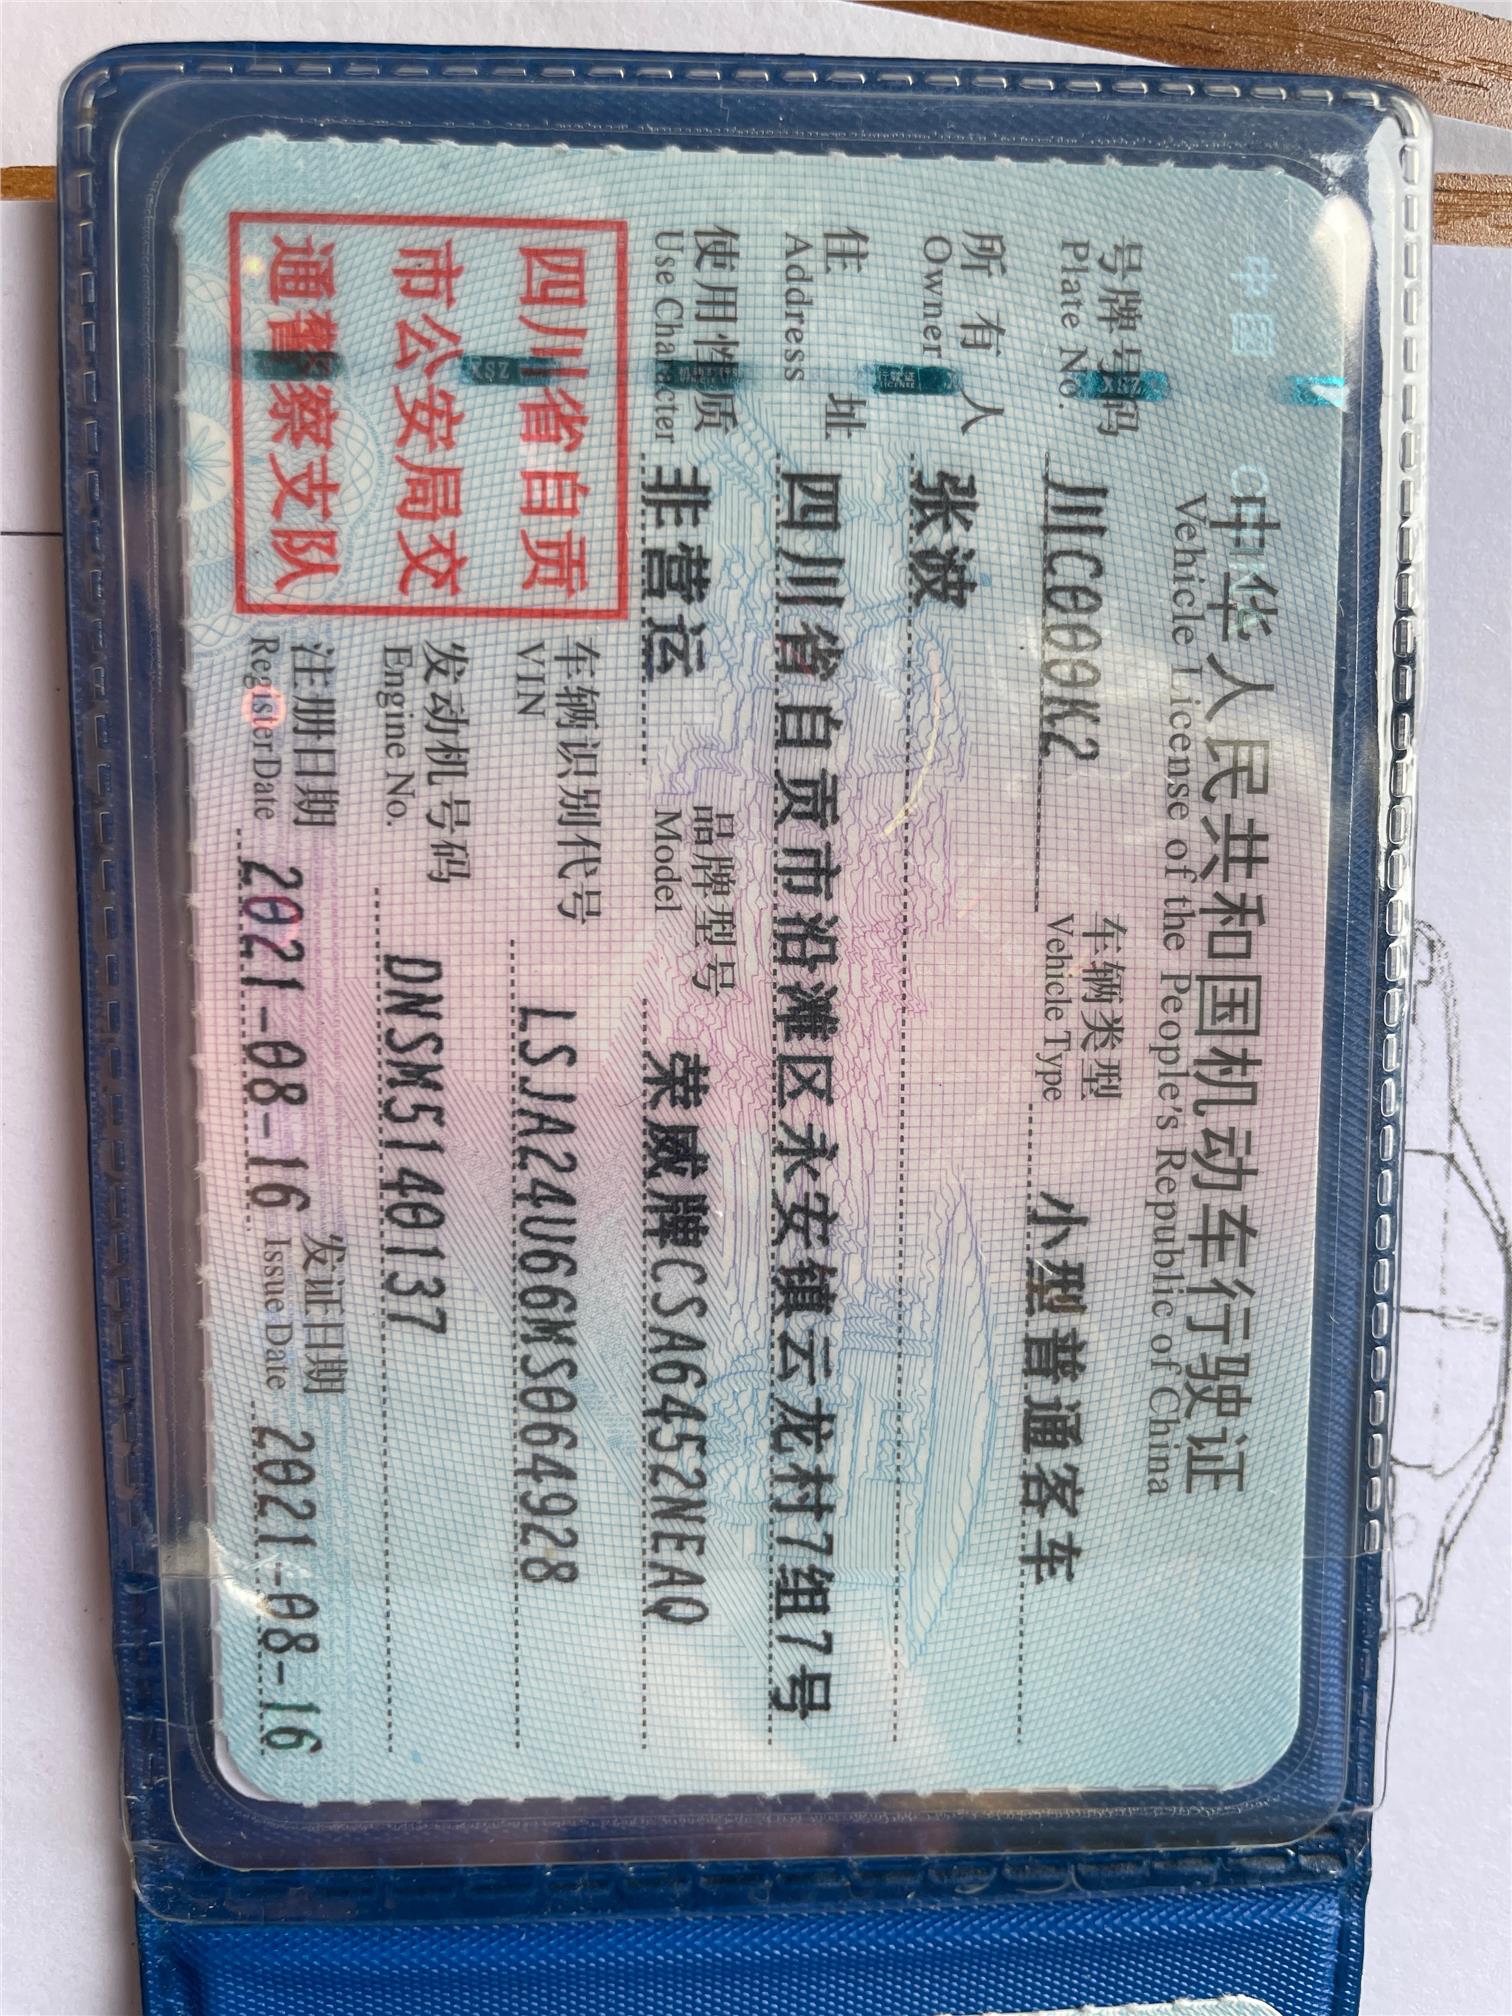 中国 CHINA
中华人民共和国机动车行驶证
Vehicle License of the People's Republic of China
号牌号码 川C000K2 车辆类型 小型普通客车
Plate No. Vehicle Type
所有人 张波
Owner
住址 四川省自贡市沿滩区永安镇云龙村7组7号
Address
使用性质 非营运 品牌型号 荣威牌CSA6452NEAQ
Use Character Model
四川省自贡
市公安局交
通警察支队
车辆识别代号 LSJA24U66MS064928
VIN
发动机号码 DNSM5140137
Engine No.
注册日期 2021-08-16 发证日期 2021-08-16
Register Date Issue Date